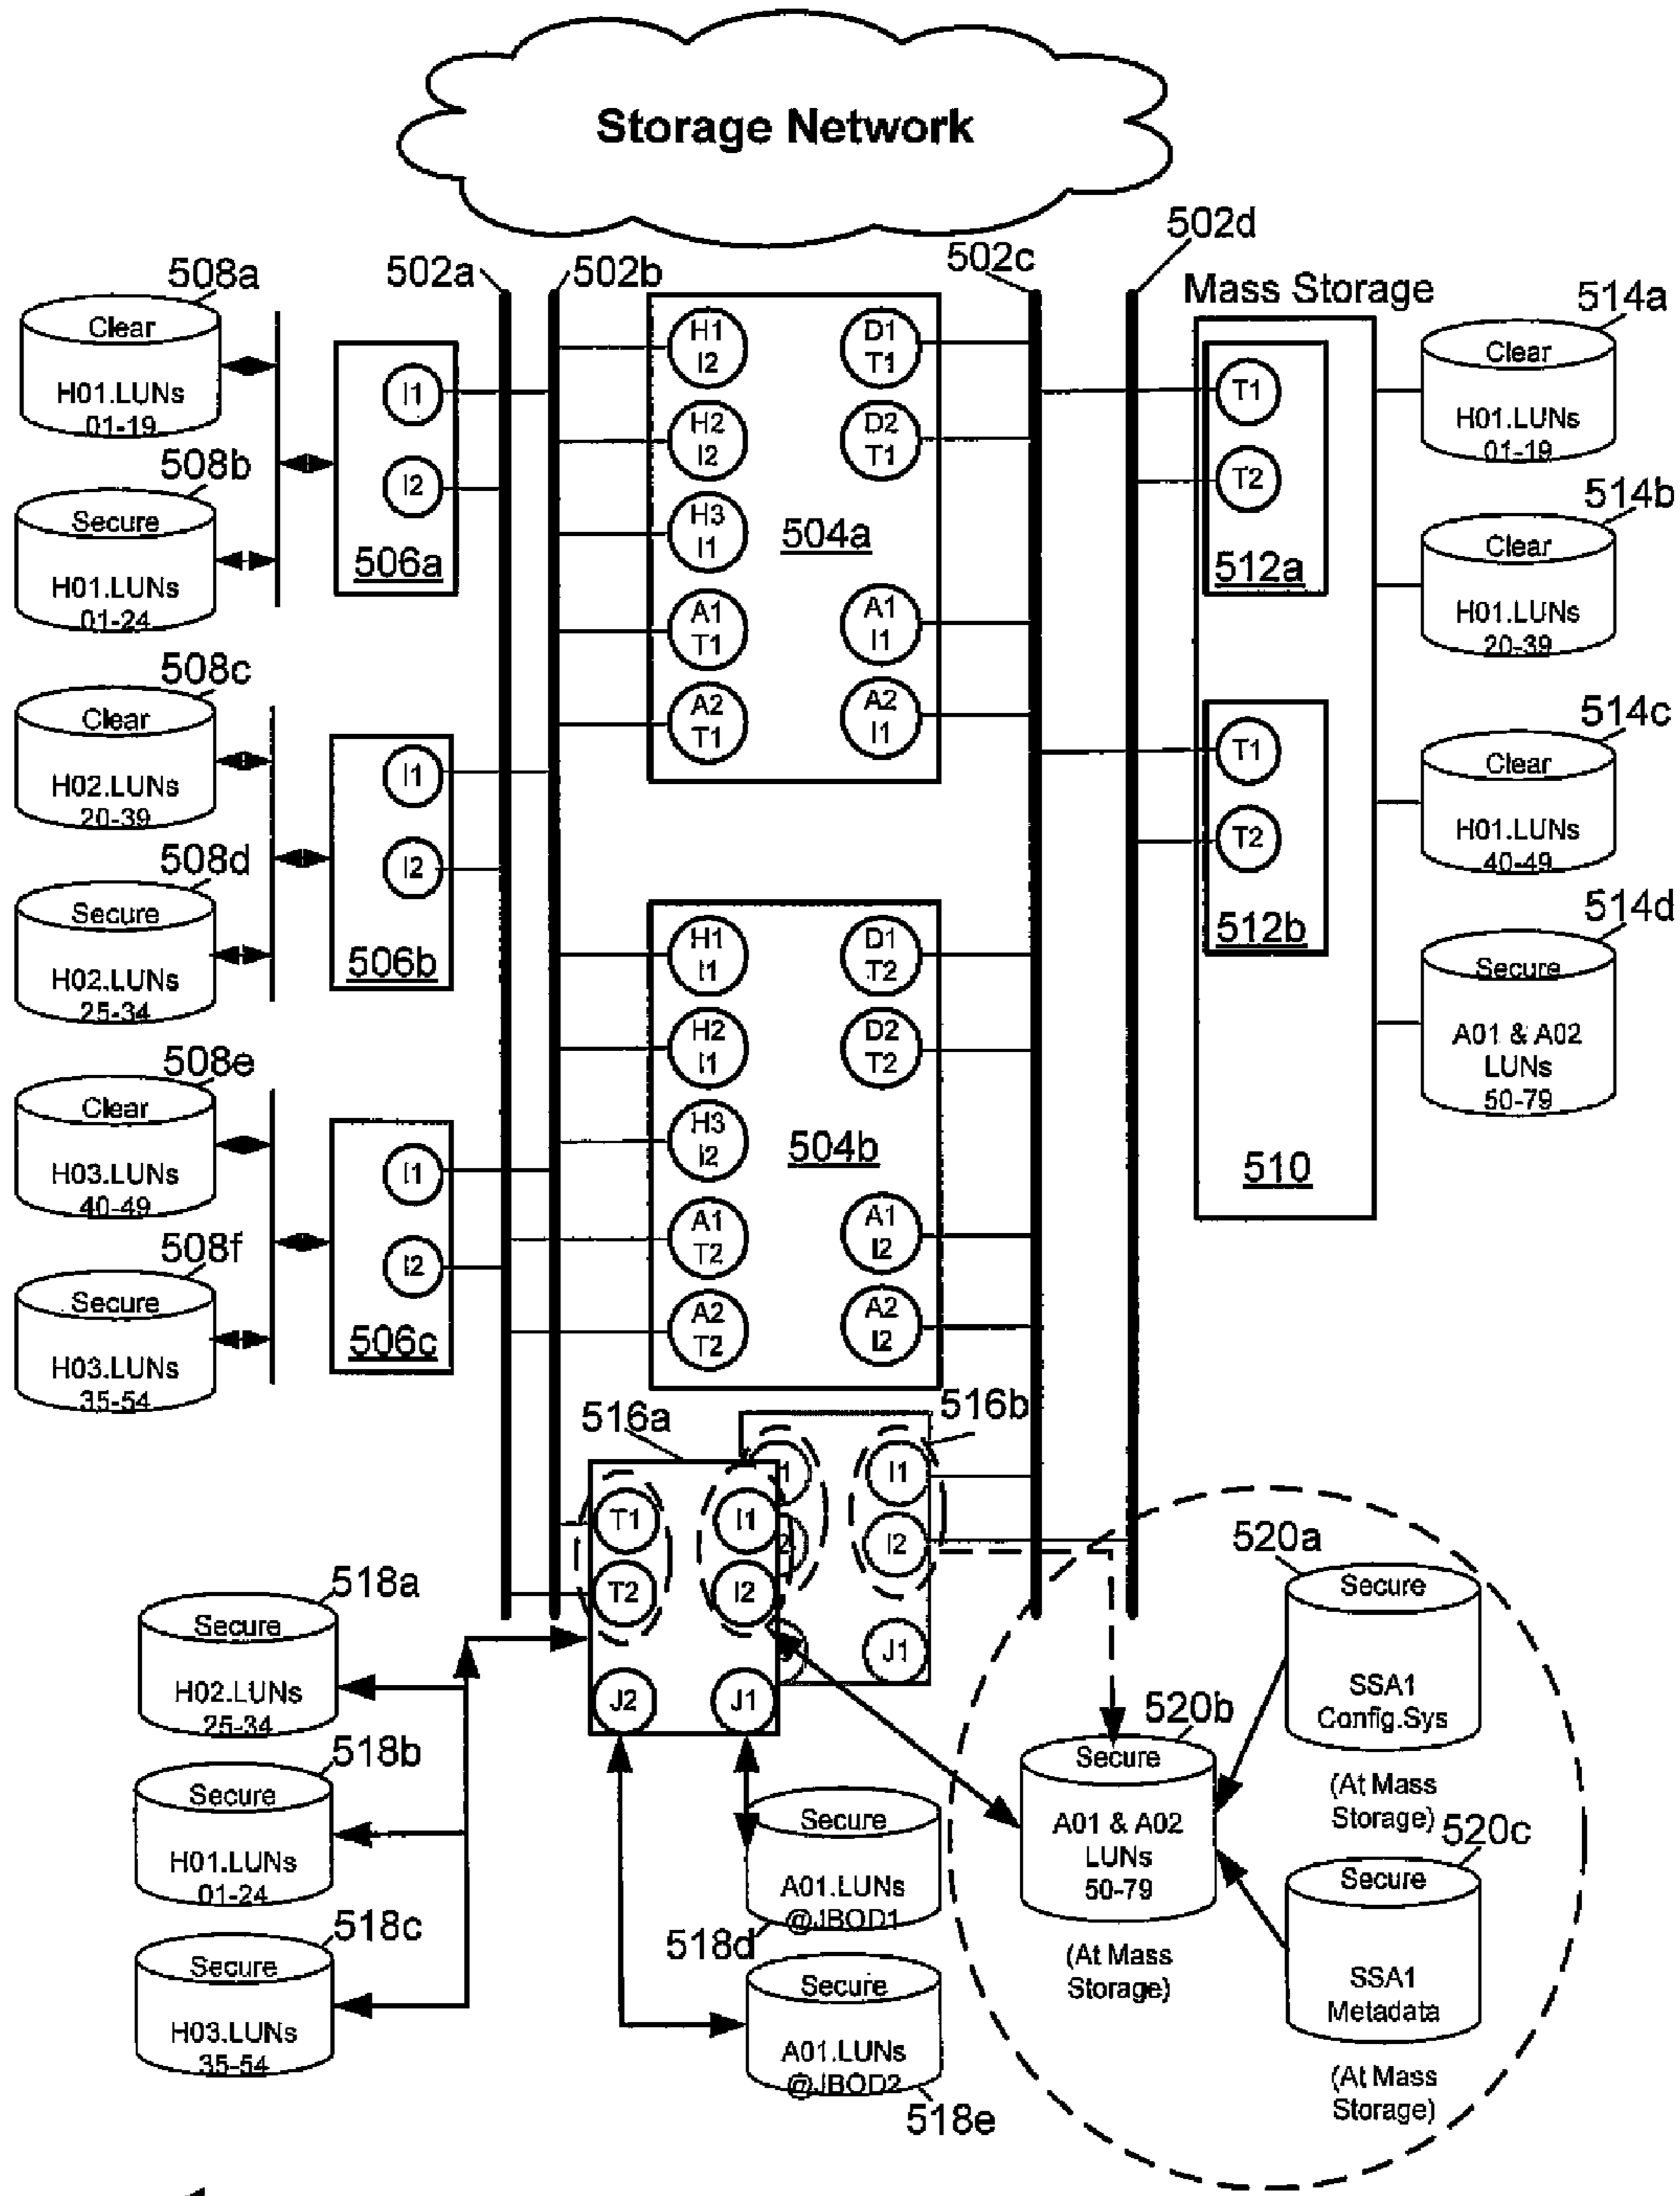 Storage Network
502d
508a
502a
502b
502c
Mass Storage
514a
Clear
H01.LUNs
01-19
508b
Secure
H01.LUNs
01-24
I1
I2
506a
H1
I2
H2
I2
H3
I1
A1
T1
A2
T1
504a
D1
T1
D2
T1
A1
I1
A2
I1
T1
T2
512a
Clear
H01.LUNs
01-19
514b
Clear
H01.LUNs
20-39
508c
Clear
H02.LUNs
20-39
508d
Secure
H02.LUNs
25-34
I1
I2
506b
T1
T2
512b
510
514c
Clear
H01.LUNs
40-49
514d
Secure
A01 & A02
LUNs
50-79
H1
I1
H2
I1
H3
I2
A1
T2
A2
T2
504b
D1
T2
D2
T2
A1
I2
A2
I2
508e
Clear
H03.LUNs
40-49
508f
Secure
H03.LUNs
35-54
I1
I2
506c
516a
516b
T1
T2
I1
I2
J2
J1
1
2
I1
I2
J1
518a
Secure
H02.LUNs
25-34
518b
Secure
H01.LUNs
01-24
518c
Secure
H03.LUNs
35-54
Secure
A01.LUNs
@JBOD1
518d
Secure
A01.LUNs
@JBOD2
518e
520a
Secure
SSA1
Config.Sys
(At Mass
Storage)
520b
Secure
A01 & A02
LUNs
50-79
(At Mass
Storage)
520c
Secure
SSA1
Metadata
(At Mass
Storage)